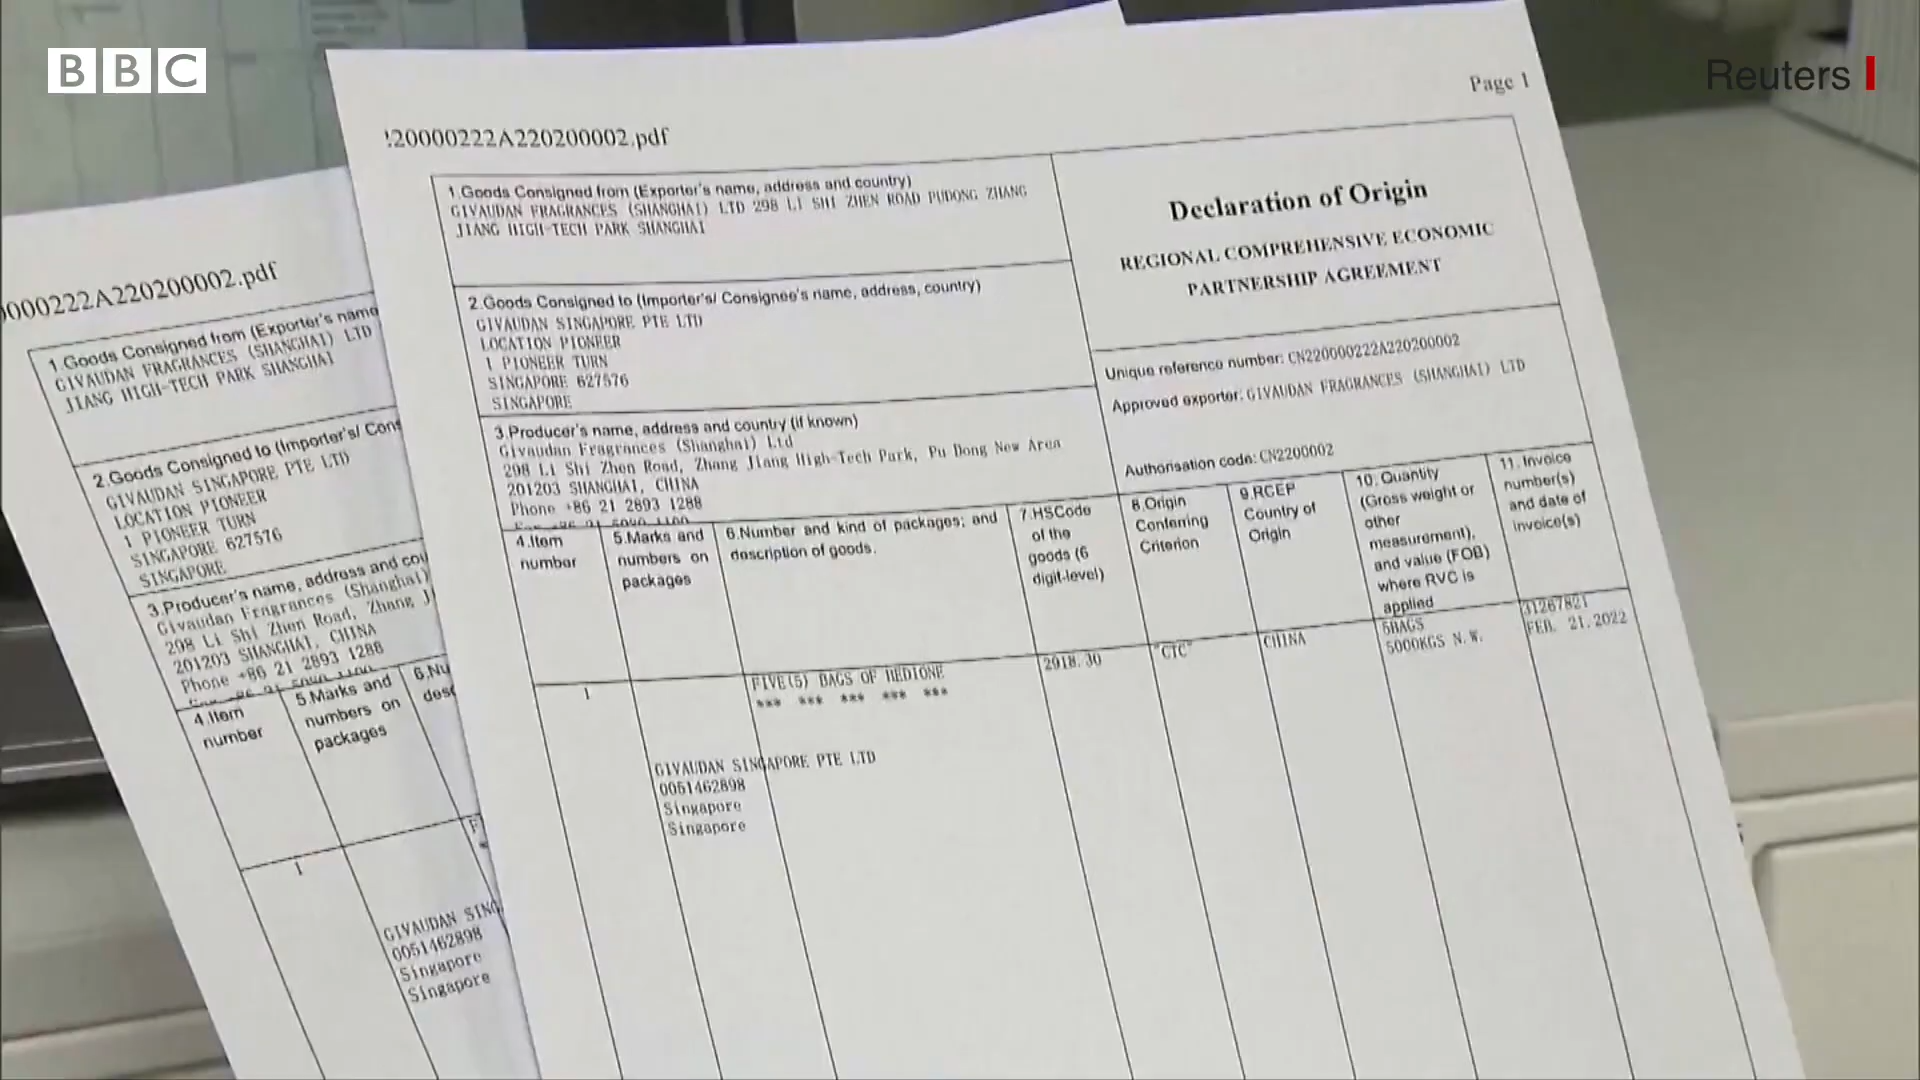 BBC
Reuters
Page 1
220000222A220200002.pdf
1.Goods Consigned from (Exporter's name, address and country)
GIVAUDAN FRAGRANCES (SHANGHAI) LTD 298 LI SHI ZHEN ROAD PUDONG ZHANG
JIANG HIGH-TECH PARK SHANGHAI
Declaration of Origin
REGIONAL COMPREHENSIVE ECONOMIC
PARTNERSHIP AGREEMENT
2.Goods Consigned to (Importer's/ Consignee's name, address, country)
GIVAUDAN SINGAPORE PTE LTD
LOCATION PIONEER
1 PIONEER TURN
SINGAPORE 627576
SINGAPORE
Unique reference number: CN220000222A220200002
Approved exporter: GIVAUDAN FRAGRANCES (SHANGHAI) LTD
Authorisation code: CN2200002
3.Producer's name, address and country (if known)
Givaudan Fragrances (Shanghai) Ltd
298 Li Shi Zhen Road, Zhang Jiang High-Tech Park, Pu Dong New Area
201203 SHANGHAI, CHINA
Phone +86 21 2893 1288
4.Item
number
5.Marks and
numbers on
packages
6.Number and kind of packages; and
description of goods.
7.HSCode
of the
goods (6
digit-level)
8.Origin
Conferring
Criterion
9.RCEP
Country of
Origin
10. Quantity
(Gross weight or
other
measurement),
and value (FOB)
where RVC is
applied
11. Invoice
number(s)
and date of
invoice(s)
1
FIVE(5) BAGS OF HEDIONE
*** *** *** *** ***
2918.30
"CTC"
CHINA
5BAGS
5000KGS N.W.
31267821
FEB. 21.2022
GIVAUDAN SINGAPORE PTE LTD
0051462898
Singapore
Singapore
0000222A220200002.pdf
1.Goods Consigned from (Exporter's name
GIVAUDAN FRAGRANCES (SHANGHAI) LTD
JIANG HIGH-TECH PARK SHANGHAI
2.Goods Consigned to (Importer's/ Cons
GIVAUDAN SINGAPORE PTE LTD
LOCATION PIONEER
1 PIONEER TURN
SINGAPORE 627576
SINGAPORE
3.Producer's name, address and cou
Givaudan Fragrances (Shanghai)
298 Li Shi Zhen Road, Zhang J
201203 SHANGHAI, CHINA
Phone +86 21 2893 1288
4.Item
number
5.Marks and
numbers on
packages
6.Nu
desc
1
GIVAUDAN SING
0051462898
Singapore
Singapore